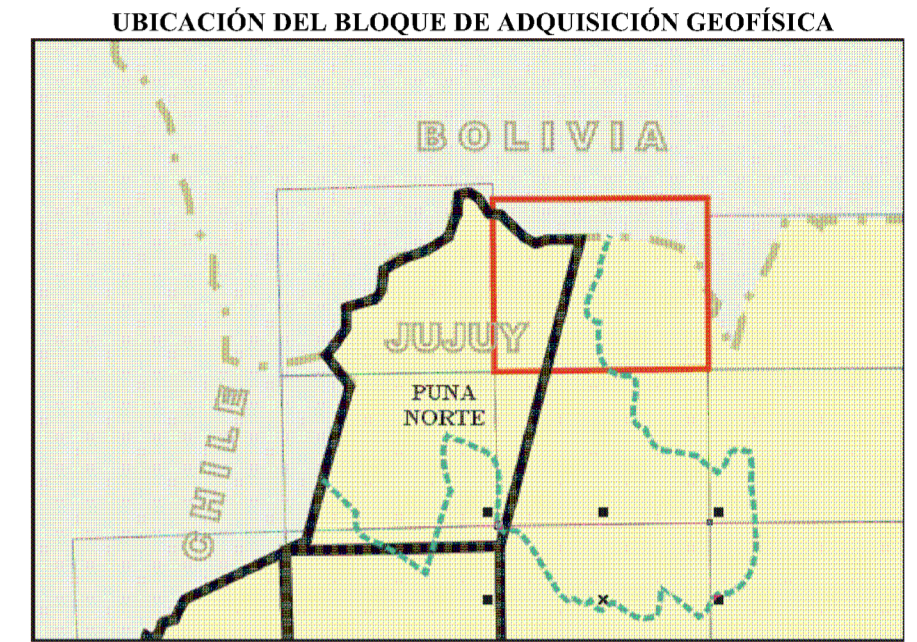 UBICACIÓN DEL BLOQUE DE ADQUISICIÓN GEOFÍSICA
BOLIVIA
JUJUY
PUNA
NORTE
CHILE